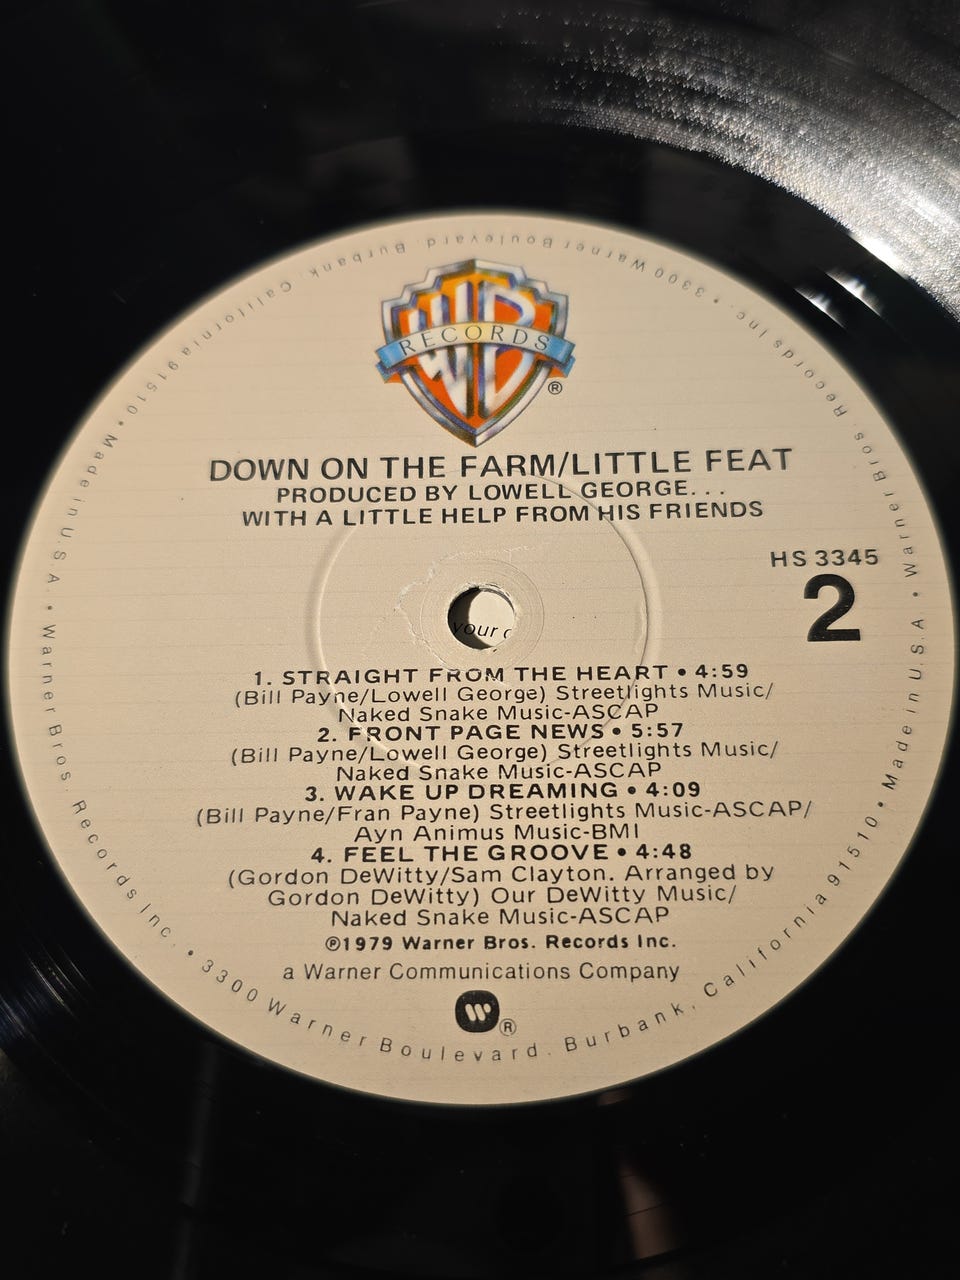 WB
RECORDS
®
DOWN ON THE FARM/LITTLE FEAT
PRODUCED BY LOWELL GEORGE...
WITH A LITTLE HELP FROM HIS FRIENDS
HS 3345
2
your
1. STRAIGHT FROM THE HEART • 4:59
(Bill Payne/Lowell George) Streetlights Music/
Naked Snake Music-ASCAP
2. FRONT PAGE NEWS • 5:57
(Bill Payne/Lowell George) Streetlights Music/
Naked Snake Music-ASCAP
3. WAKE UP DREAMING • 4:09
(Bill Payne/Fran Payne) Streetlights Music-ASCAP/
Ayn Animus Music-BMI
4. FEEL THE GROOVE • 4:48
(Gordon DeWitty/Sam Clayton. Arranged by
Gordon DeWitty) Our DeWitty Music/
Naked Snake Music-ASCAP
℗1979 Warner Bros. Records Inc.
a Warner Communications Company
®
Warner Bros. Records Inc. • 3300 Warner Boulevard. Burbank, California 91510 • Made in U.S.A. • Warner Bros. Records Inc. • 3300 Warner Boulevard. Burbank, California 91510 • Made in U.S.A. •